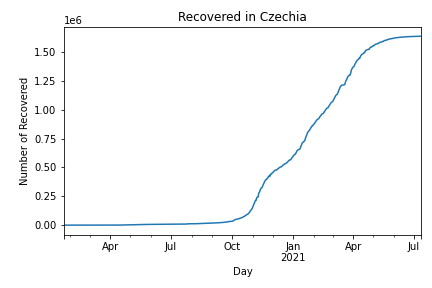 Recovered in Czechia
1e6
1.50
1.25
1.00
0.75
0.50
0.25
0.00
Number of Recovered
Apr
Jul
Oct
Jan
2021
Apr
Jul
Day